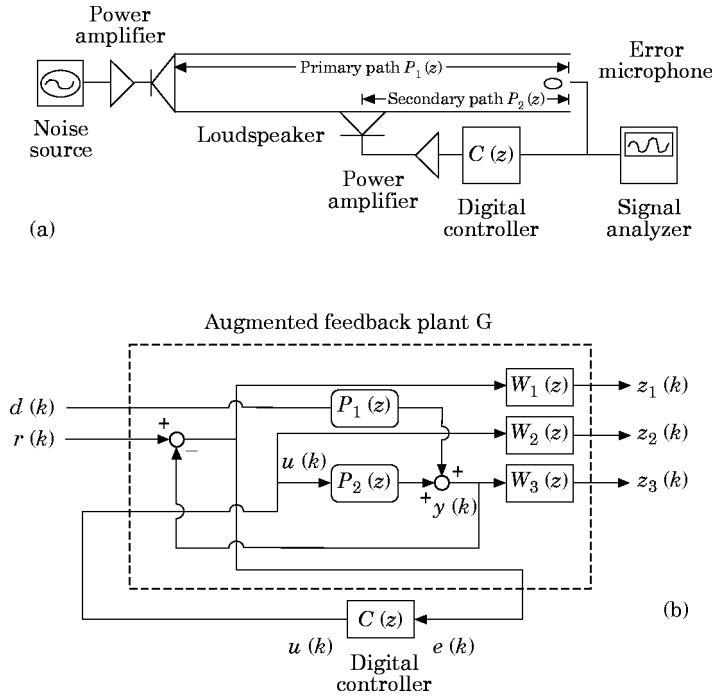 Power
amplifier
Noise
source
Primary path P₁(z)
Secondary path P₂(z)
Error
microphone
Loudspeaker
Power
amplifier
C(z)
Digital
controller
Signal
analyzer
(a)
Augmented feedback plant G
d(k)
r(k)
+
−
P₁(z)
u(k)
P₂(z)
+
+
y(k)
W₁(z)
z₁(k)
W₂(z)
z₂(k)
W₃(z)
z₃(k)
C(z)
u(k)
e(k)
Digital
controller
(b)